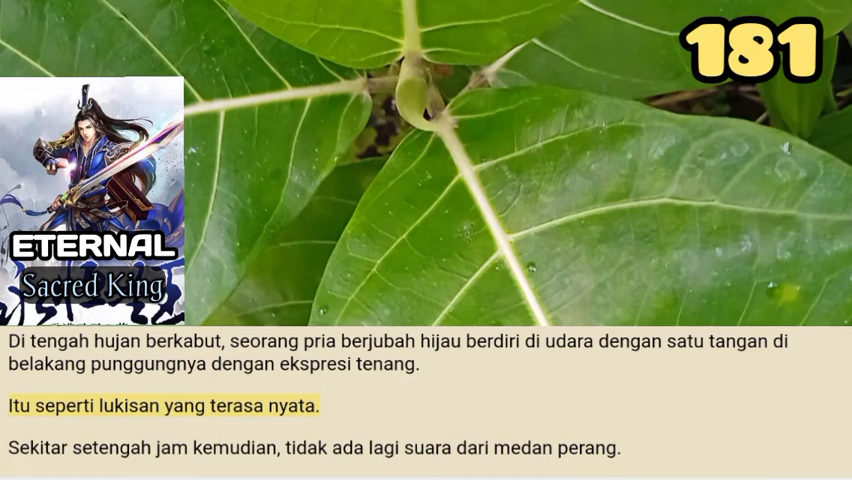 181
ETERNAL
Sacred King
Di tengah hujan berkabut, seorang pria berjubah hijau berdiri di udara dengan satu tangan di
belakang punggungnya dengan ekspresi tenang.
Itu seperti lukisan yang terasa nyata.
Sekitar setengah jam kemudian, tidak ada lagi suara dari medan perang.